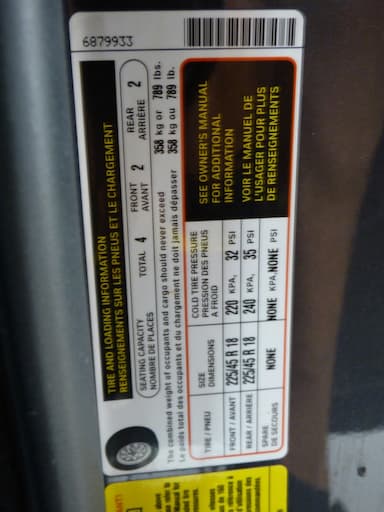 6879933
TIRE AND LOADING INFORMATION
RENSEIGNEMENTS SUR LES PNEUS ET LE CHARGEMENT
SEATING CAPACITY
NOMBRE DE PLACES
TOTAL 4
FRONT
AVANT 2
REAR
ARRIÈRE 2
The combined weight of occupants and cargo should never exceed 358 kg or 789 lbs.
Le poids total des occupants et du chargement ne doit jamais dépasser 358 kg ou 789 lb.
TIRE / PNEU SIZE DIMENSIONS COLD TIRE PRESSURE PRESSION DES PNEUS A FROID
FRONT / AVANT 225/45 R 18 220 KPA, 32 PSI
REAR / ARRIÈRE 225/45 R 18 240 KPA, 35 PSI
SPARE DE SECOURS NONE NONE KPA, NONE PSI
SEE OWNER'S MANUAL
FOR ADDITIONAL
INFORMATION
VOIR LE MANUEL DE
L'USAGER POUR PLUS
DE RENSEIGNEMENTS